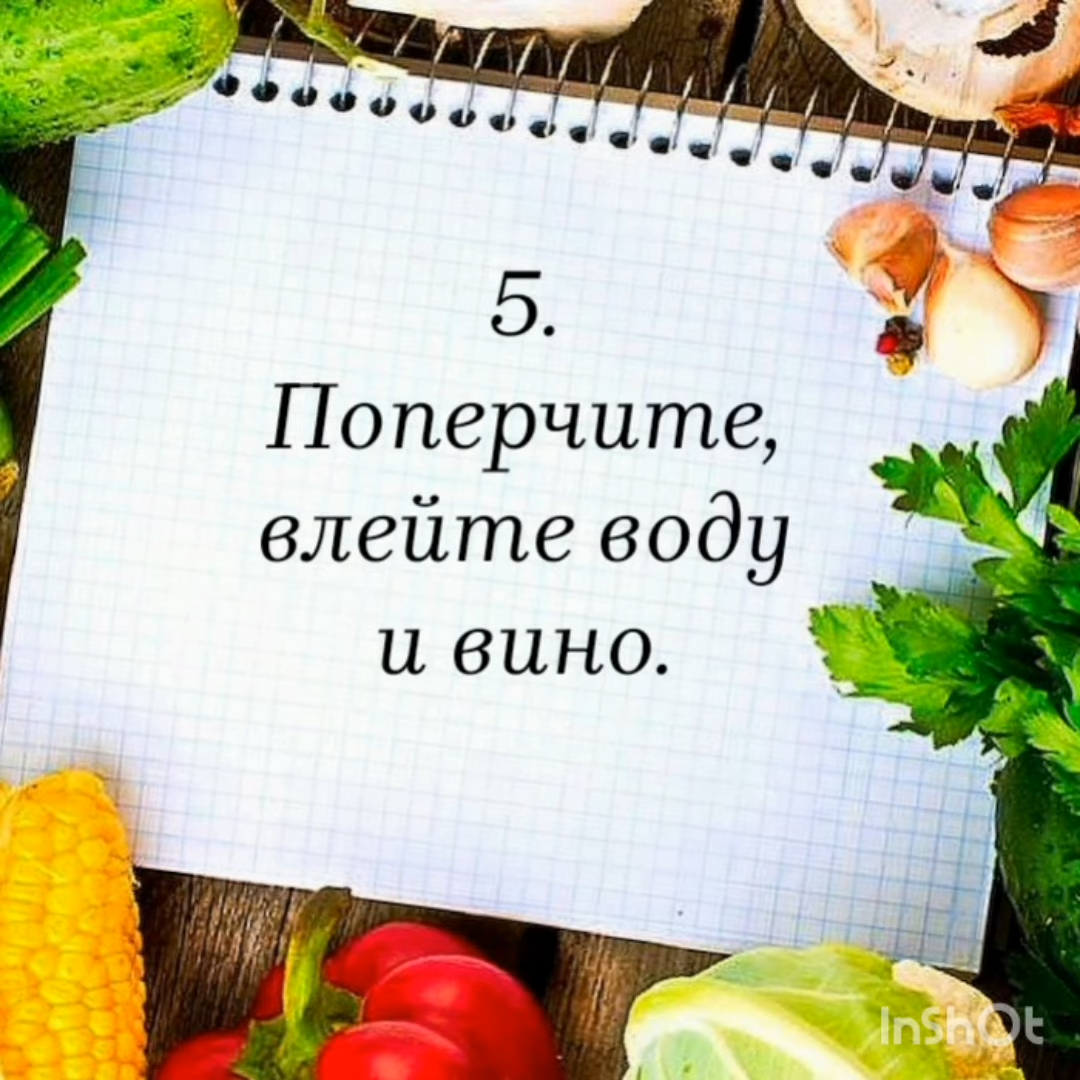 5.
Поперчите,
влейте воду
и вино.
InShOt